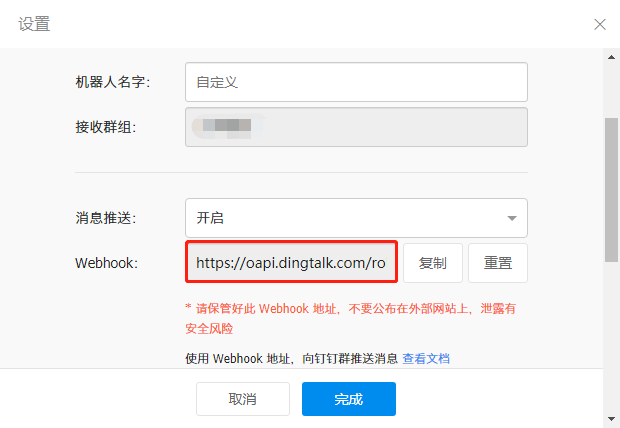 设置
机器人名字：
自定义
接收群组：
消息推送：
开启
Webhook：
https://oapi.dingtalk.com/ro
复制
重置
* 请保管好此 Webhook 地址，不要公布在外部网站上，泄露有
安全风险
使用 Webhook 地址，向钉钉群推送消息 查看文档
取消
完成